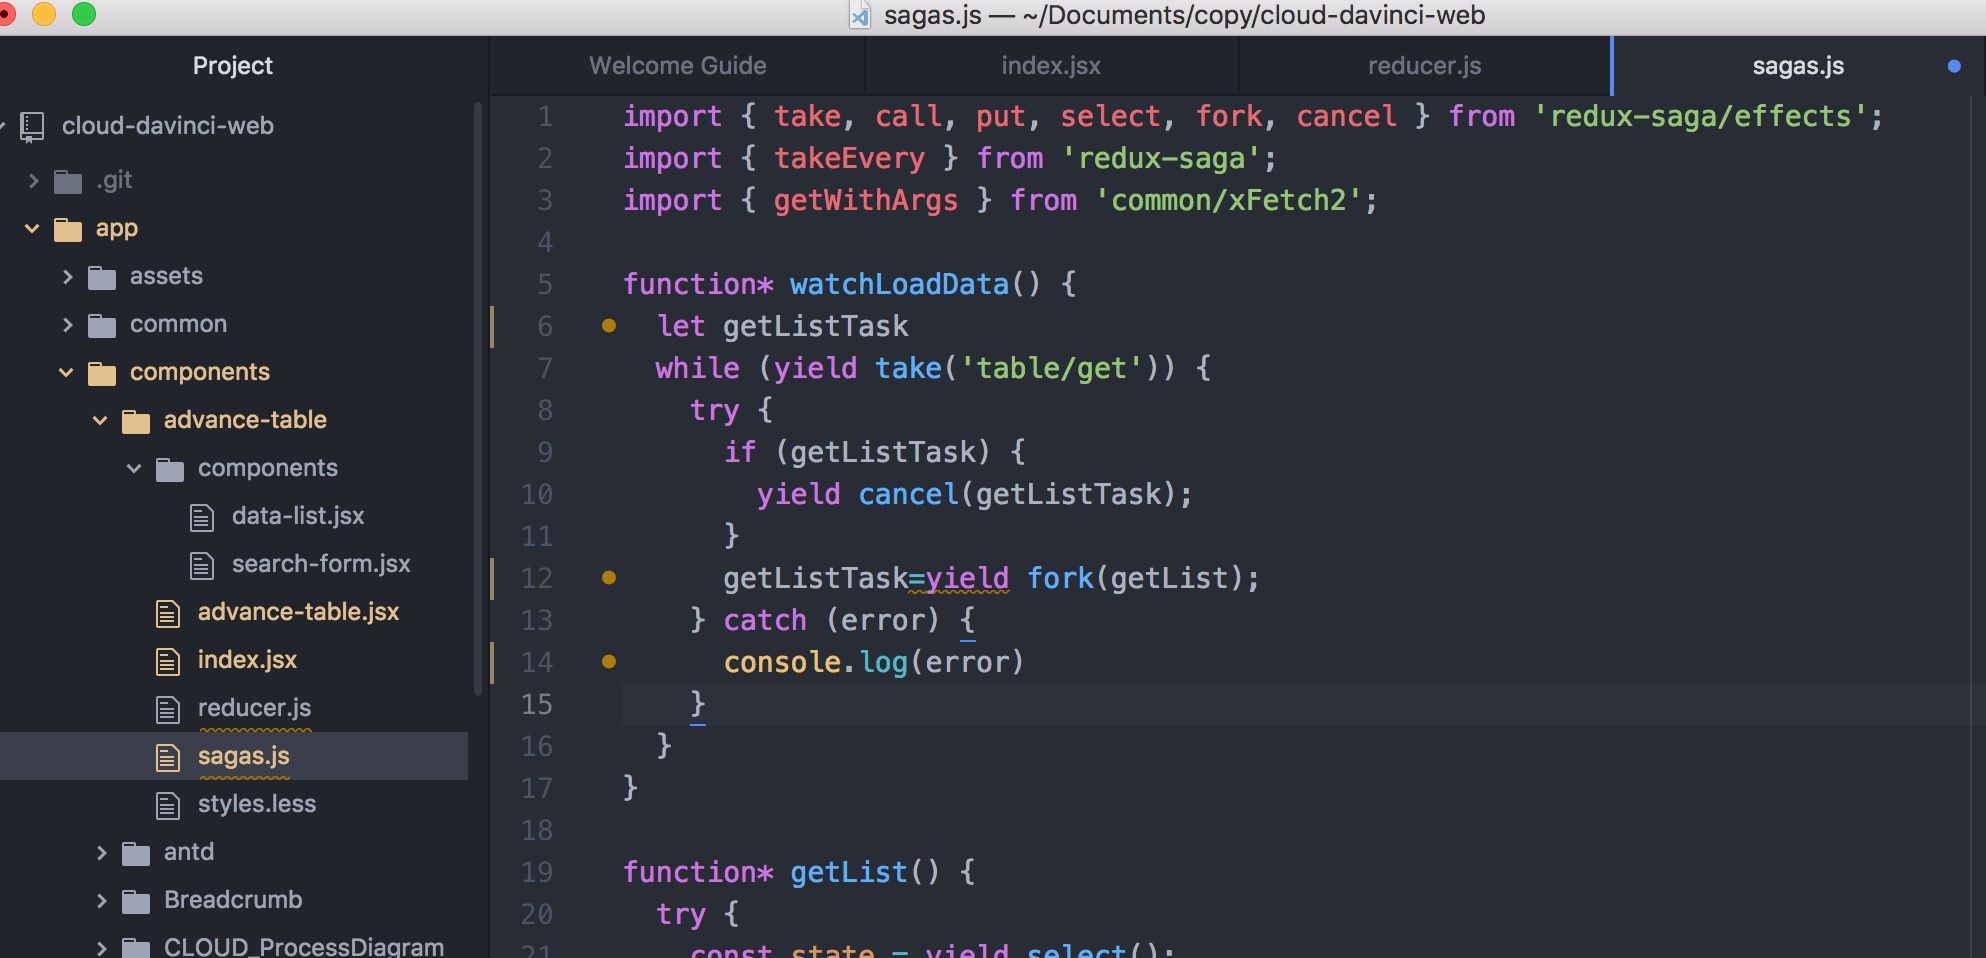 sagas.js — ~/Documents/copy/cloud-davinci-web
Project
cloud-davinci-web
.git
app
assets
common
components
advance-table
components
data-list.jsx
search-form.jsx
advance-table.jsx
index.jsx
reducer.js
sagas.js
styles.less
antd
Breadcrumb
CLOUD_ProcessDiagram
Welcome Guide
index.jsx
reducer.js
sagas.js
1 import { take, call, put, select, fork, cancel } from 'redux-saga/effects';
2 import { takeEvery } from 'redux-saga';
3 import { getWithArgs } from 'common/xFetch2';
4
5 function* watchLoadData() {
6 let getListTask
7 while (yield take('table/get')) {
8 try {
9 if (getListTask) {
10 yield cancel(getListTask);
11 }
12 getListTask=yield fork(getList);
13 } catch (error) {
14 console.log(error)
15 }
16 }
17 }
18
19 function* getList() {
20 try {
21 const state = yield select();